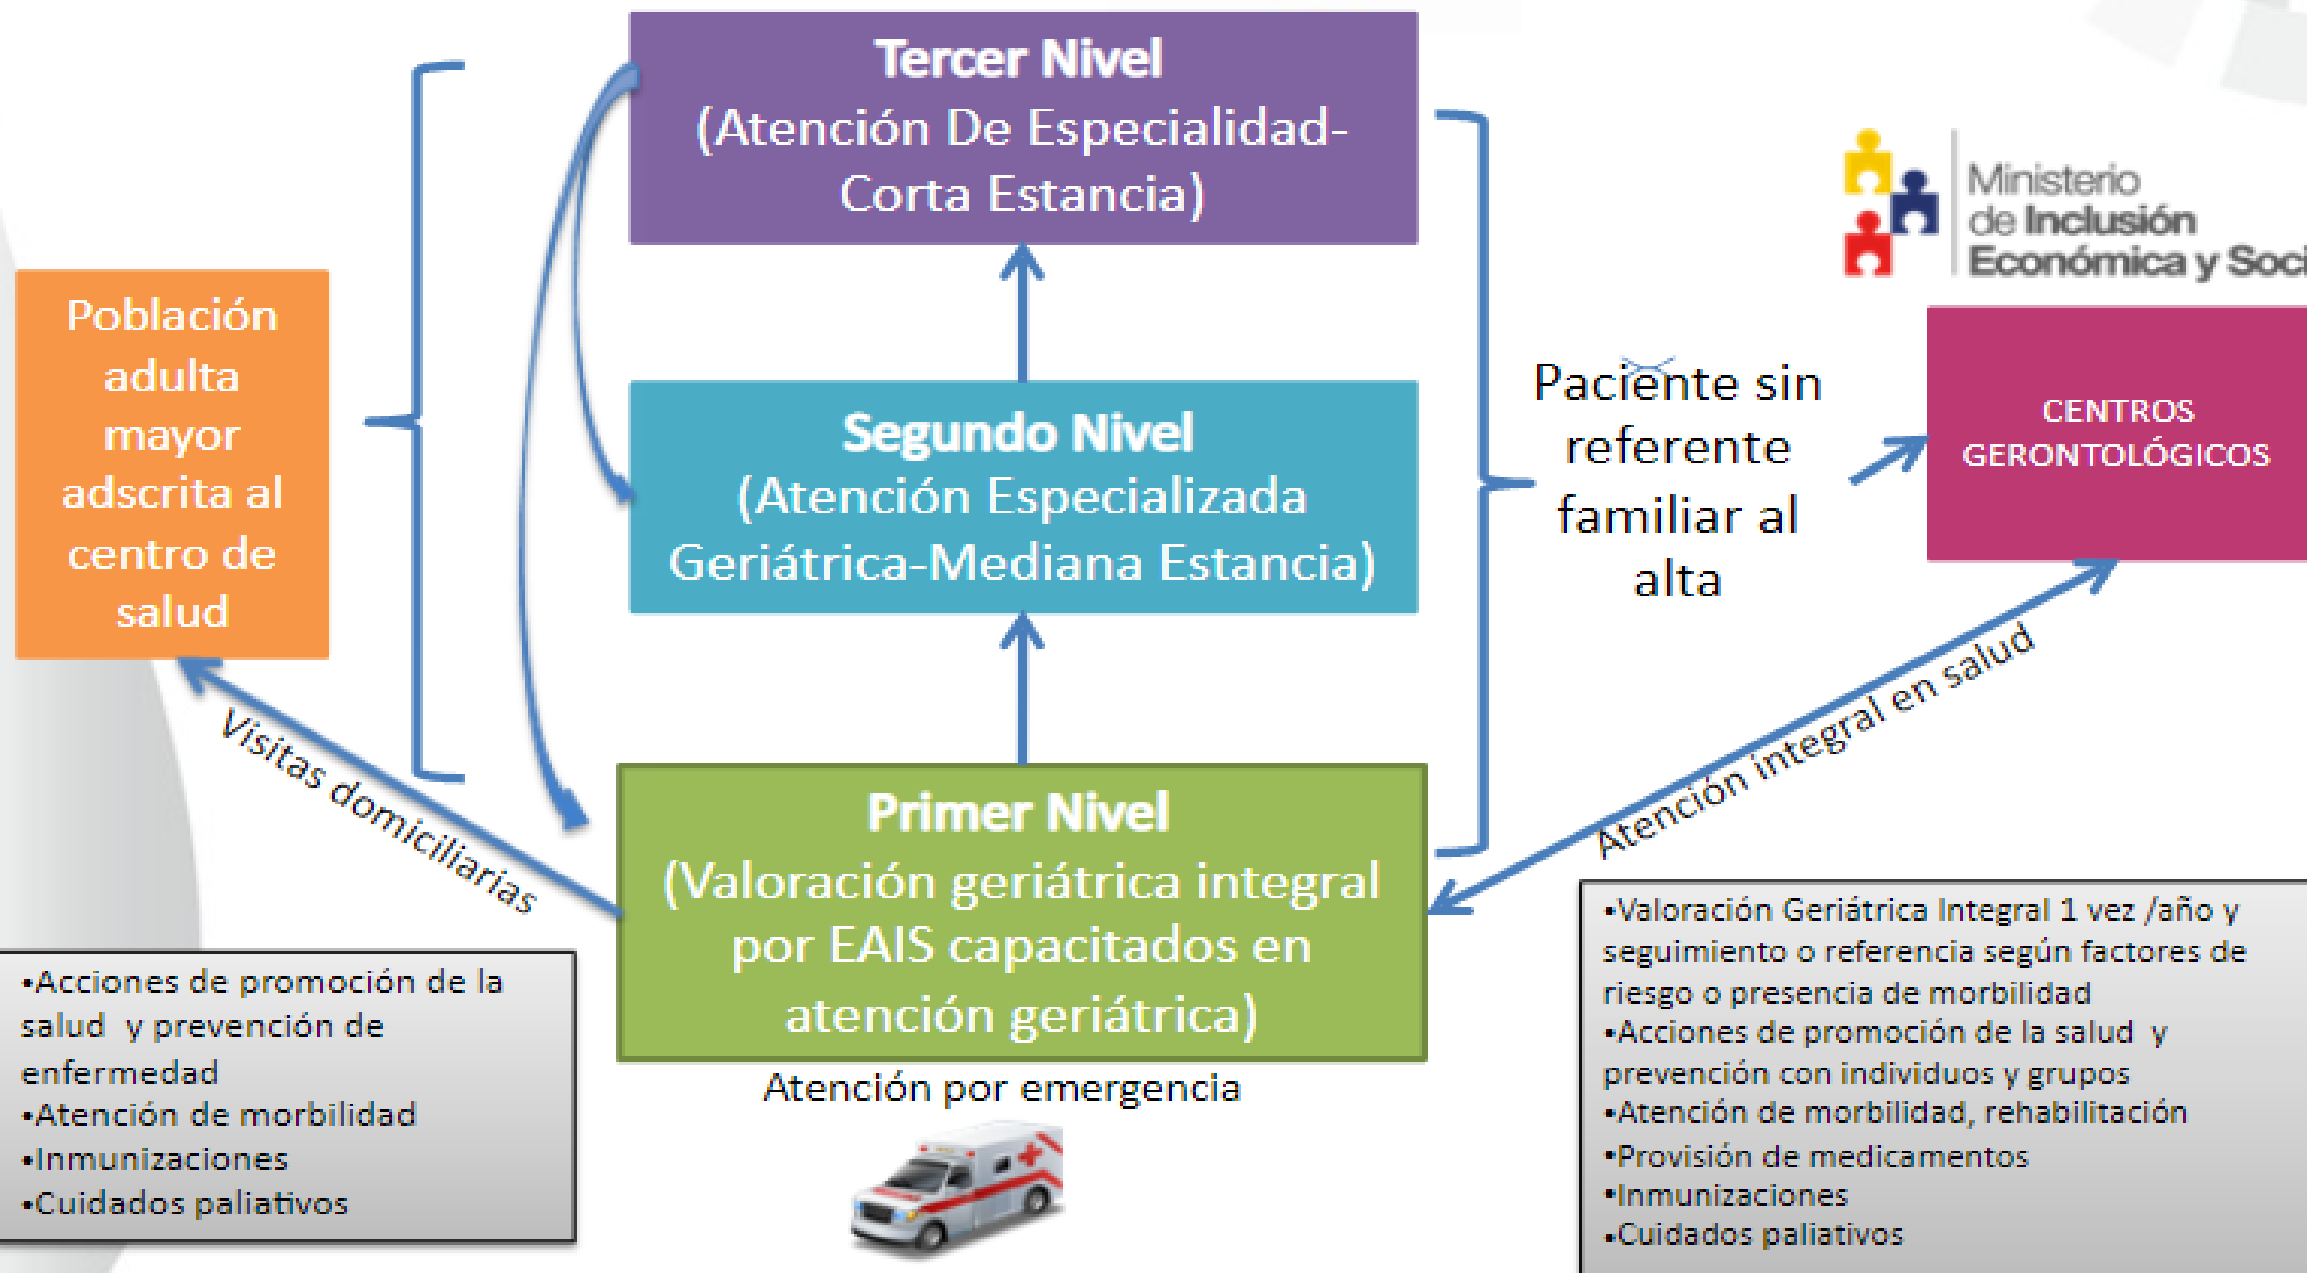 Tercer Nivel
(Atención De Especialidad-
Corta Estancia)
Ministerio
de Inclusión
Económica y Soci
Población
adulta
mayor
adscrita al
centro de
salud
Segundo Nivel
(Atención Especializada
Geriátrica-Mediana Estancia)
Paciente sin
referente
familiar al
alta
CENTROS
GERONTOLÓGICOS
Visitas domiciliarias
Atención integral en salud
Primer Nivel
(Valoración geriátrica integral
por EAIS capacitados en
atención geriátrica)
Atención por emergencia
•Acciones de promoción de la
salud y prevención de
enfermedad
•Atención de morbilidad
•Inmunizaciones
•Cuidados paliativos
•Valoración Geriátrica Integral 1 vez /año y
seguimiento o referencia según factores de
riesgo o presencia de morbilidad
•Acciones de promoción de la salud y
prevención con individuos y grupos
•Atención de morbilidad, rehabilitación
•Provisión de medicamentos
•Inmunizaciones
•Cuidados paliativos